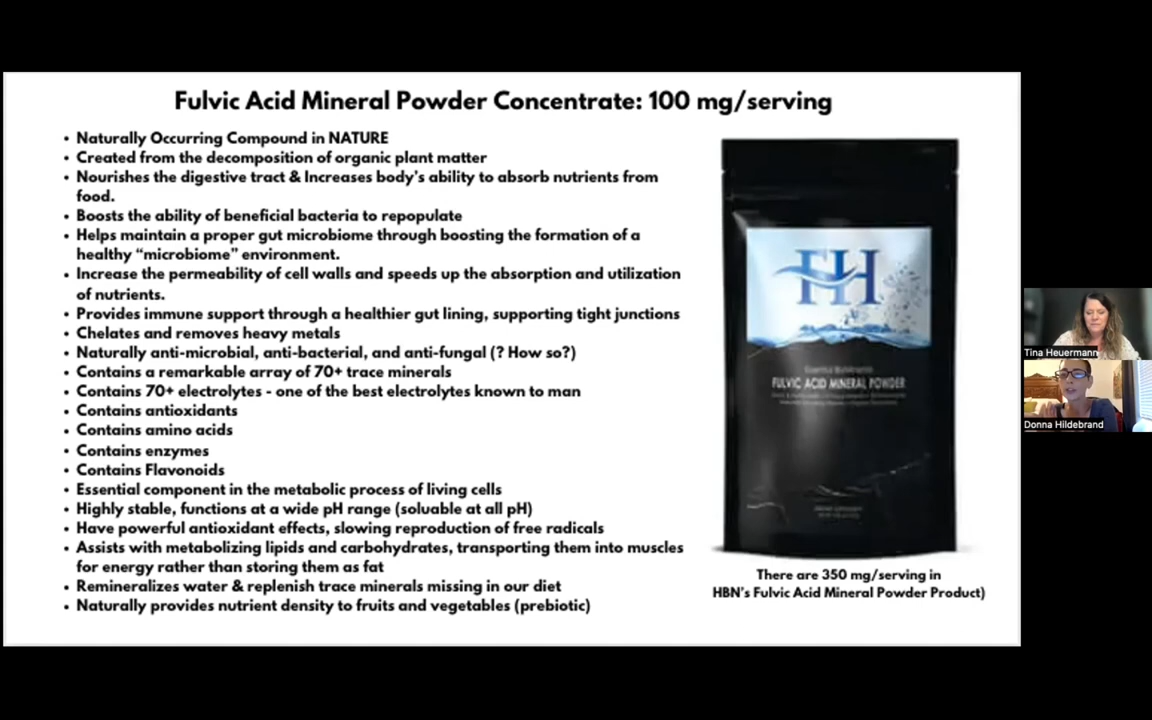 Fulvic Acid Mineral Powder Concentrate: 100 mg/serving
• Naturally Occurring Compound in NATURE
• Created from the decomposition of organic plant matter
• Nourishes the digestive tract & Increases body's ability to absorb nutrients from
food.
• Boosts the ability of beneficial bacteria to repopulate
• Helps maintain a proper gut microbiome through boosting the formation of a
healthy “microbiome” environment.
• Increase the permeability of cell walls and speeds up the absorption and utilization
of nutrients.
• Provides immune support through a healthier gut lining, supporting tight junctions
• Chelates and removes heavy metals
• Naturally anti-microbial, anti-bacterial, and anti-fungal (? How so?)
• Contains a remarkable array of 70+ trace minerals
• Contains 70+ electrolytes - one of the best electrolytes known to man
• Contains antioxidants
• Contains amino acids
• Contains enzymes
• Contains Flavonoids
• Essential component in the metabolic process of living cells
• Highly stable, functions at a wide pH range (soluable at all pH)
• Have powerful antioxidant effects, slowing reproduction of free radicals
• Assists with metabolizing lipids and carbohydrates, transporting them into muscles
for energy rather than storing them as fat
• Remineralizes water & replenish trace minerals missing in our diet
• Naturally provides nutrient density to fruits and vegetables (prebiotic)
FH
FULVIC ACID MINERAL POWDER
There are 350 mg/serving in
HBN's Fulvic Acid Mineral Powder Product)
Tina Heuermann
Donna Hildebrand